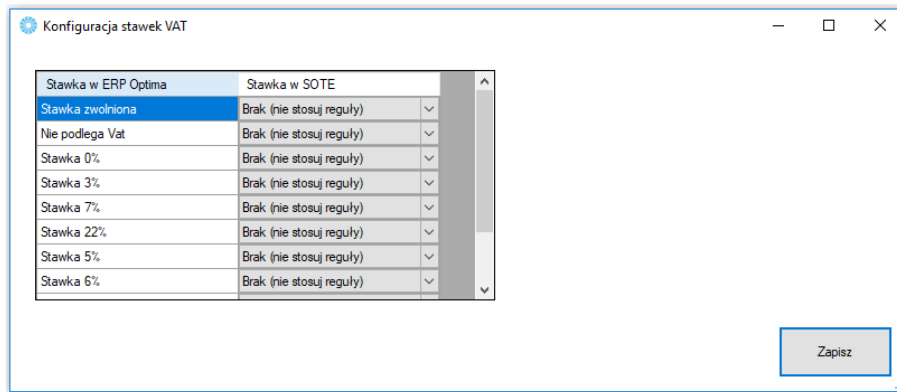 Konfiguracja stawek VAT
Stawka w ERP Optima Stawka w SOTE
Stawka zwolniona Brak (nie stosuj reguły)
Nie podlega Vat Brak (nie stosuj reguły)
Stawka 0% Brak (nie stosuj reguły)
Stawka 3% Brak (nie stosuj reguły)
Stawka 7% Brak (nie stosuj reguły)
Stawka 22% Brak (nie stosuj reguły)
Stawka 5% Brak (nie stosuj reguły)
Stawka 6% Brak (nie stosuj reguły)
Zapisz